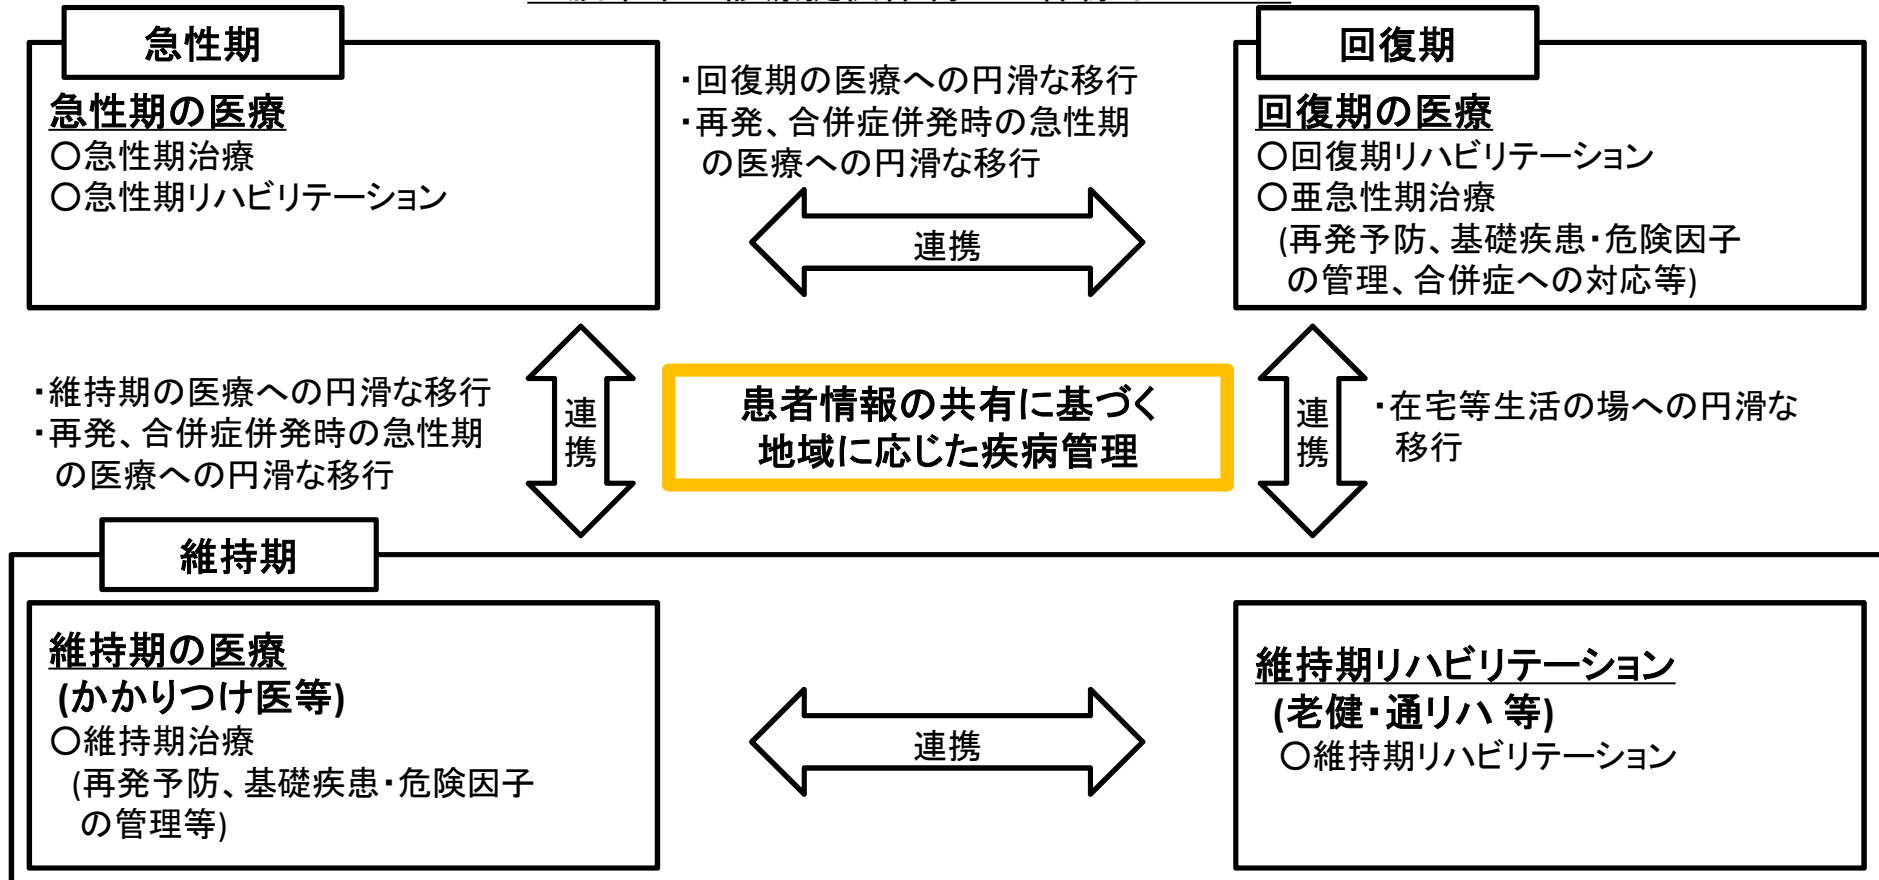 急性期
急性期の医療
〇急性期治療
〇急性期リハビリテーション
・回復期の医療への円滑な移行
・再発、合併症併発時の急性期
の医療への円滑な移行
連携
回復期
回復期の医療
〇回復期リハビリテーション
〇亜急性期治療
(再発予防、基礎疾患・危険因子
の管理、合併症への対応等)
・維持期の医療への円滑な移行
・再発、合併症併発時の急性期
の医療への円滑な移行
連携
患者情報の共有に基づく
地域に応じた疾病管理
連携
・在宅等生活の場への円滑な
移行
維持期
維持期の医療
(かかりつけ医等)
〇維持期治療
(再発予防、基礎疾患・危険因子
の管理等)
連携
維持期リハビリテーション
(老健・通リハ 等)
〇維持期リハビリテーション